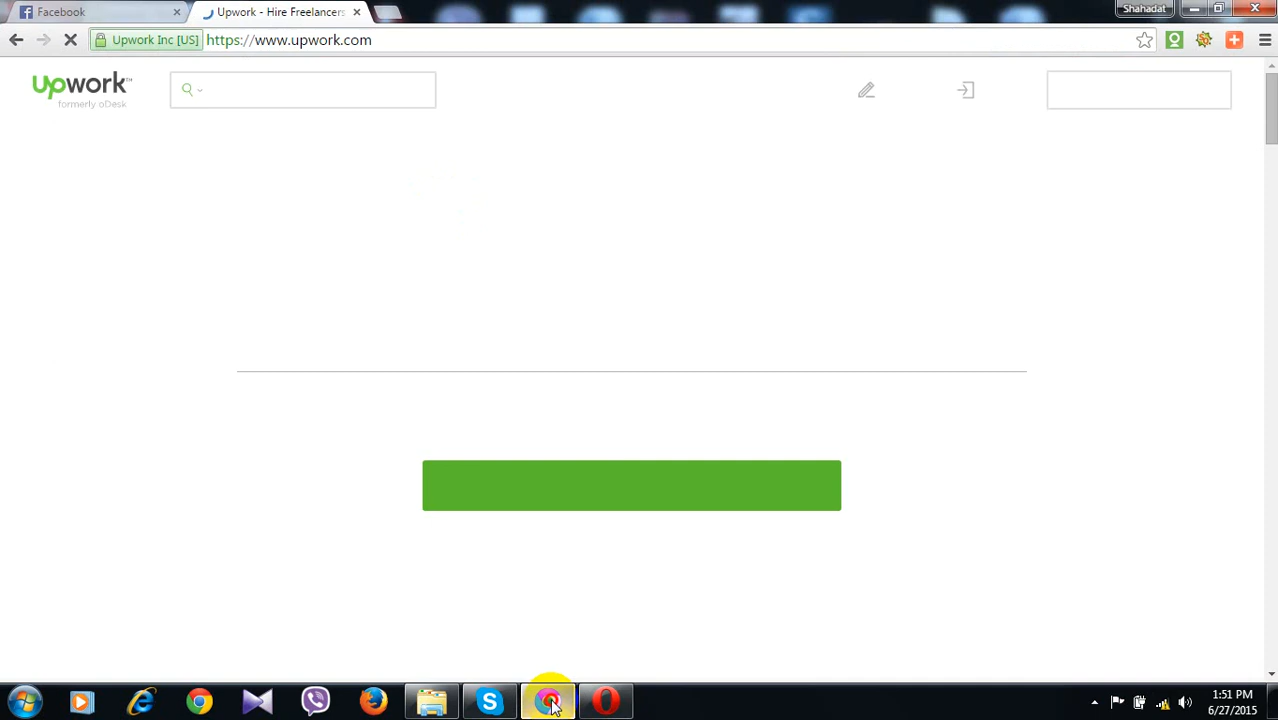 Facebook
Upwork - Hire Freelancers
Shahadat
Upwork Inc [US]
https://www.upwork.com
Upwork™
formerly oDesk
1:51 PM
6/27/2015